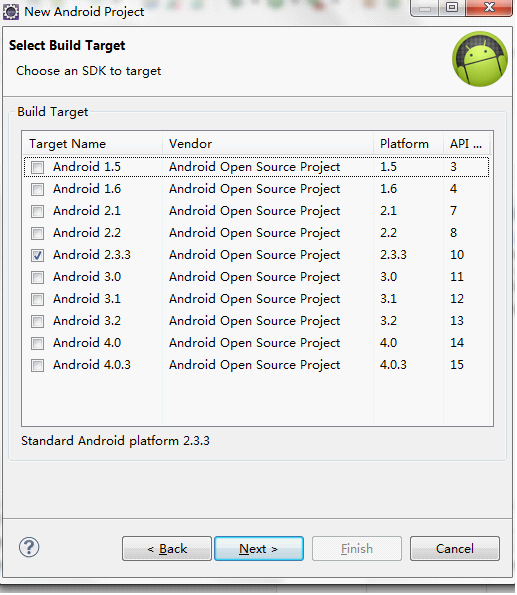 New Android Project
Select Build Target
Choose an SDK to target
Build Target
Target Name Vendor Platform API ...
Android 1.5 Android Open Source Project 1.5 3
Android 1.6 Android Open Source Project 1.6 4
Android 2.1 Android Open Source Project 2.1 7
Android 2.2 Android Open Source Project 2.2 8
Android 2.3.3 Android Open Source Project 2.3.3 10
Android 3.0 Android Open Source Project 3.0 11
Android 3.1 Android Open Source Project 3.1 12
Android 3.2 Android Open Source Project 3.2 13
Android 4.0 Android Open Source Project 4.0 14
Android 4.0.3 Android Open Source Project 4.0.3 15
Standard Android platform 2.3.3
? < Back Next > Finish Cancel